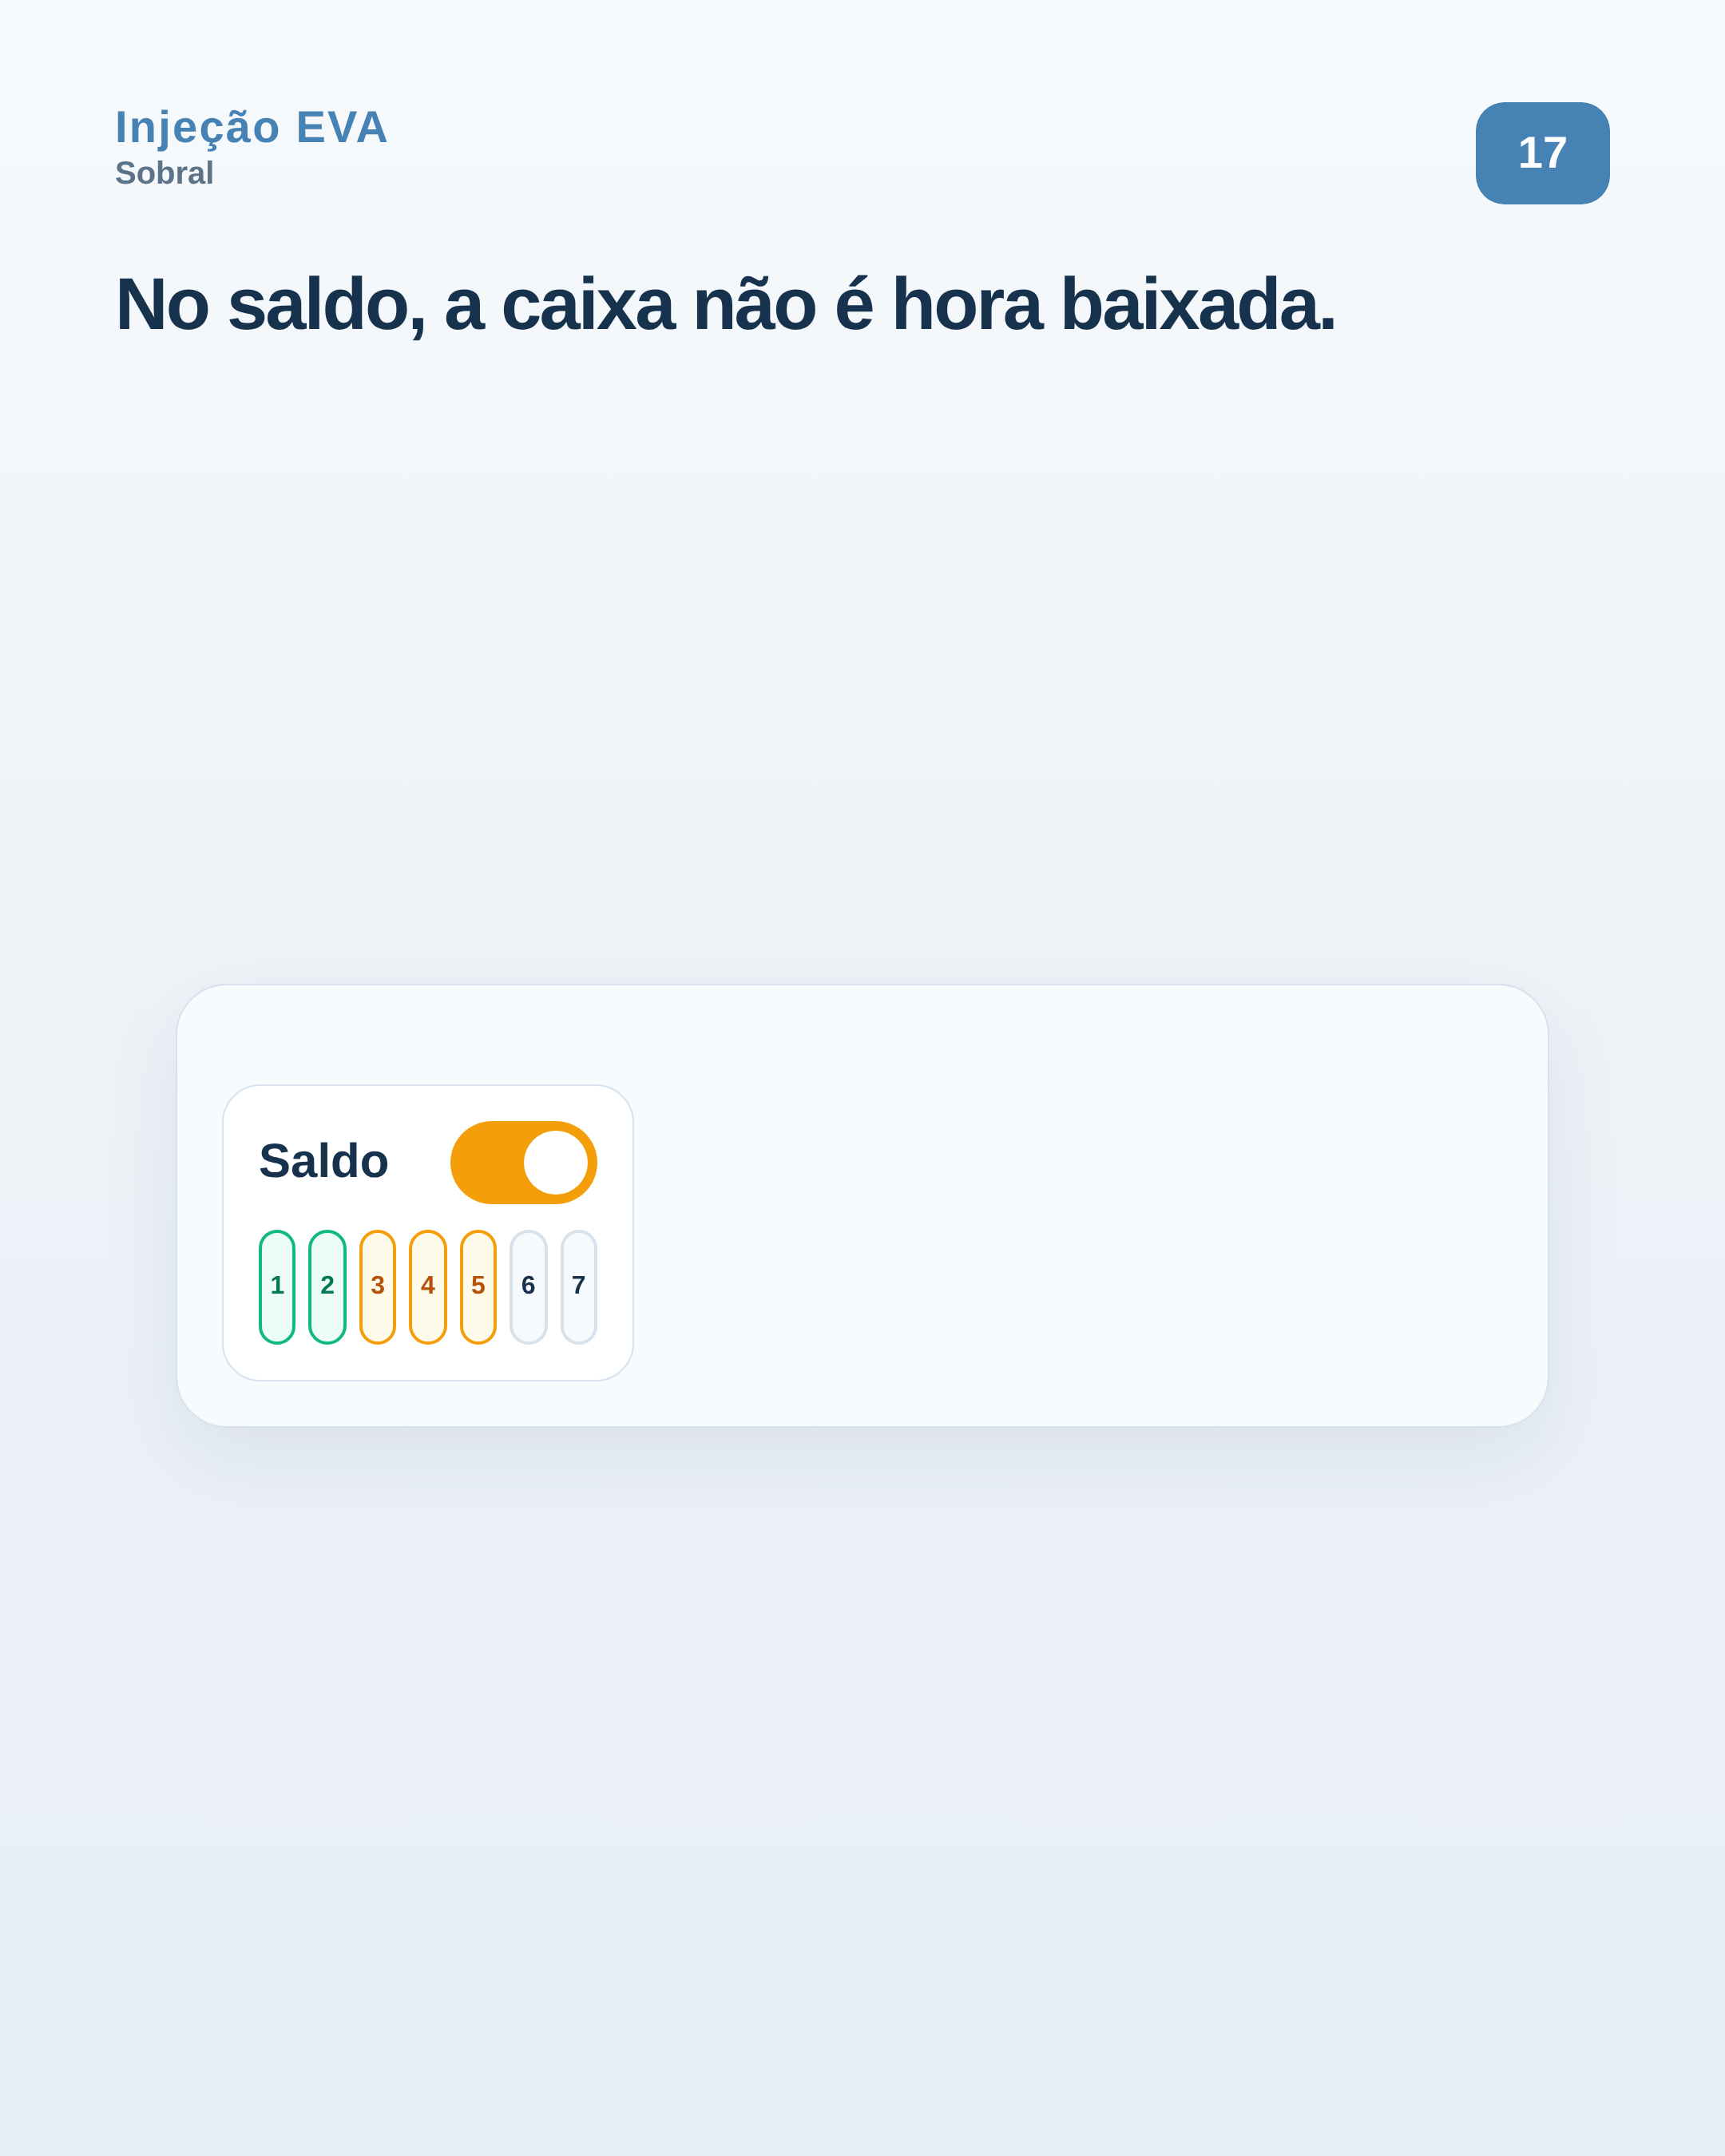 Injeção EVA
Sobral
17
No saldo, a caixa não é hora baixada.
Saldo
1 2 3 4 5 6 7